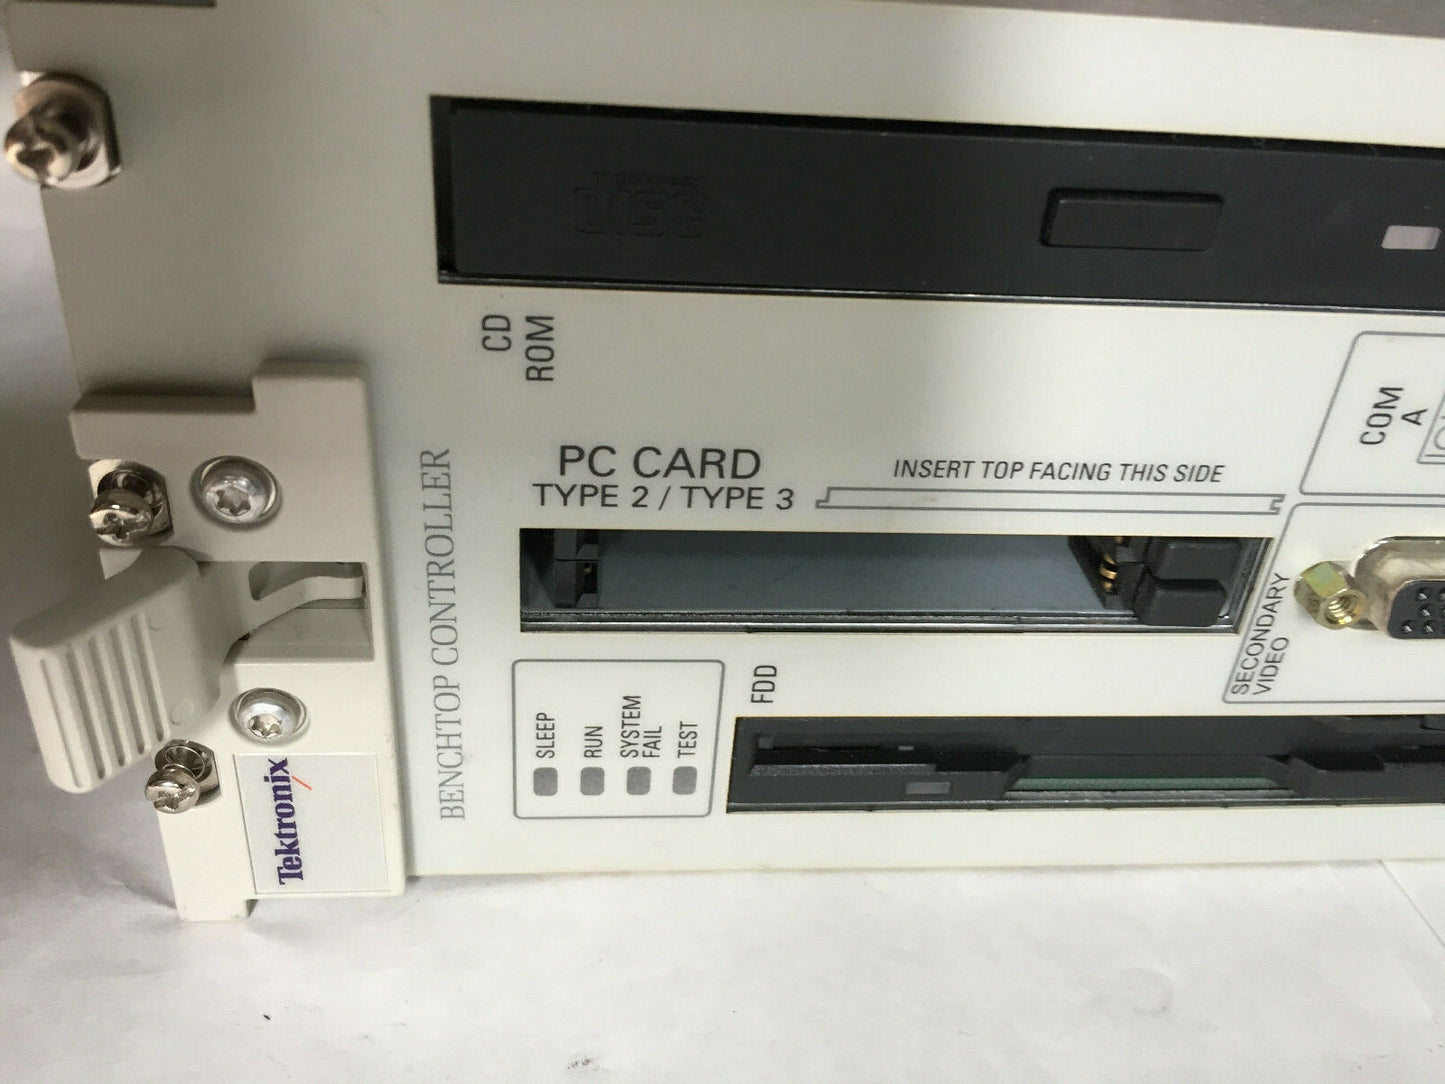 disc
CD
ROM
PC CARD
TYPE 2 / TYPE 3
INSERT TOP FACING THIS SIDE
COM
A
BENCHTOP CONTROLLER
SECONDARY
VIDEO
SLEEP
RUN
SYSTEM
FAIL
TEST
FDD
Tektronix